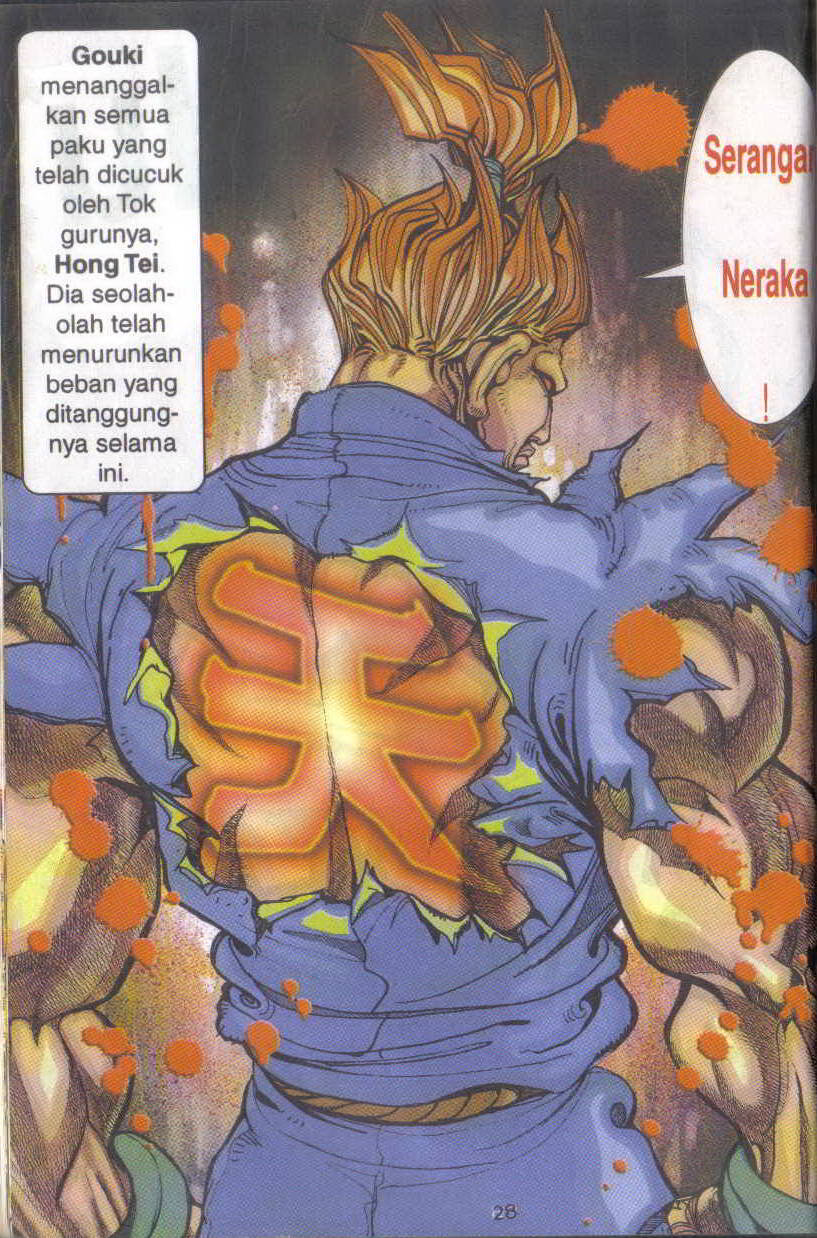 Gouki
menanggal-
kan semua
paku yang
telah dicucuk
oleh Tok
gurunya,
Hong Tei.
Dia seolah-
olah telah
menurunkan
beban yang
ditanggung-
nya selama
ini.
Serangan
Neraka
!
天
28